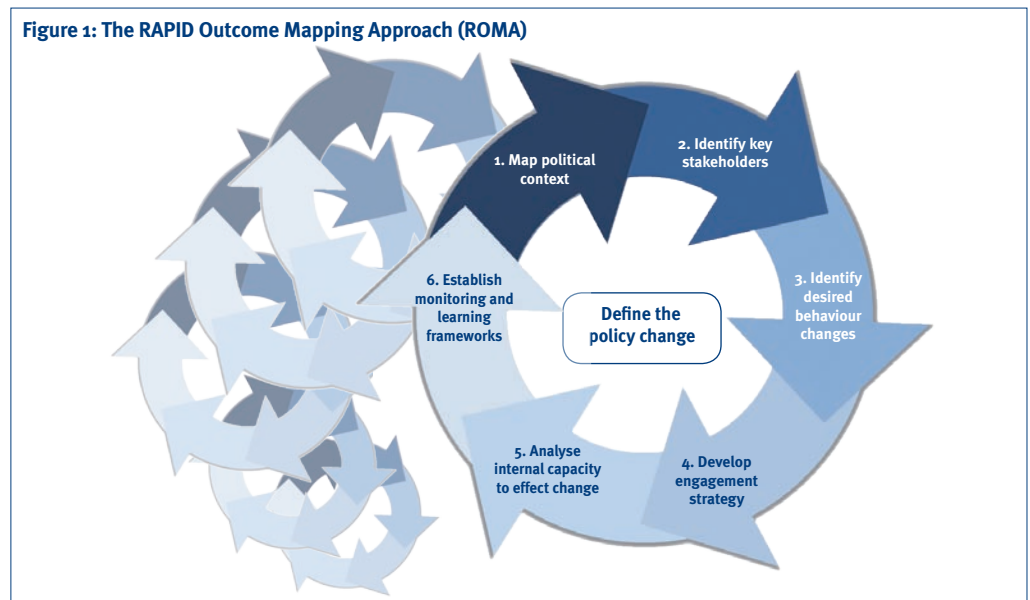 Figure 1: The RAPID Outcome Mapping Approach (ROMA)
1. Map political
context
2. Identify key
stakeholders
3. Identify
desired
behaviour
changes
4. Develop
engagement
strategy
5. Analyse
internal capacity
to effect change
6. Establish
monitoring and
learning
frameworks
Define the
policy change